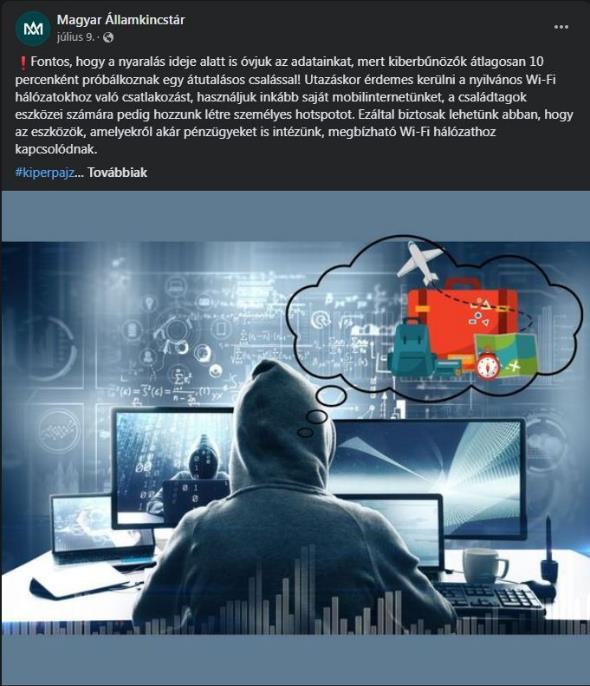 Magyar Államkincstár
július 9.
❗Fontos, hogy a nyaralás ideje alatt is óvjuk az adatainkat, mert kiberbűnözők átlagosan 10
percenként próbálkoznak egy átutalásos csalással! Utazáskor érdemes kerülni a nyilvános Wi-Fi
hálózatokhoz való csatlakozást, használjuk inkább saját mobilinternetünket, a családtagok
eszközei számára pedig hozzunk létre személyes hotspotot. Ezáltal biztosak lehetünk abban, hogy
az eszközök, amelyekről akár pénzügyeket is intézünk, megbízható Wi-Fi hálózathoz
kapcsolódnak.
#kiperpajz... Továbbiak